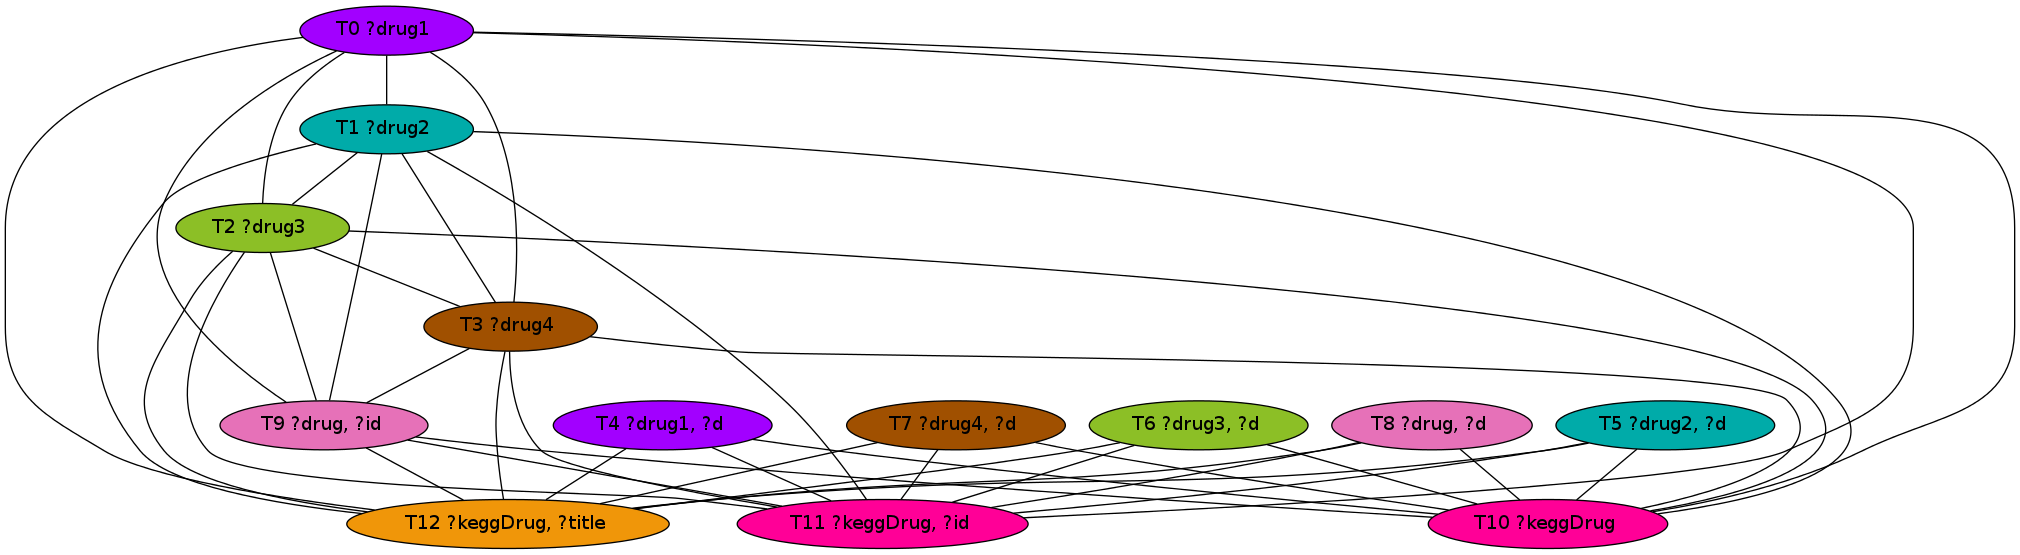 T0 ?drug1
T1 ?drug2
T2 ?drug3
T3 ?drug4
T9 ?drug, ?id
T4 ?drug1, ?d
T7 ?drug4, ?d
T6 ?drug3, ?d
T8 ?drug, ?d
T5 ?drug2, ?d
T12 ?keggDrug, ?title
T11 ?keggDrug, ?id
T10 ?keggDrug